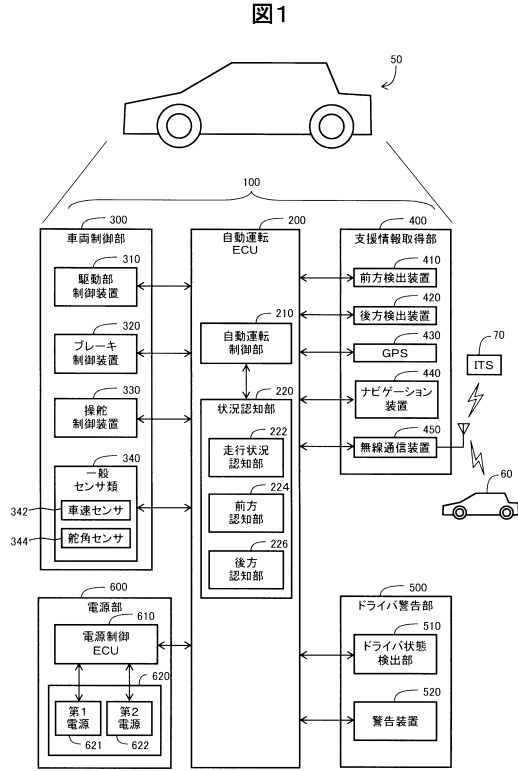 図1
50
100
300
車両制御部
310
駆動部
制御装置
320
ブレーキ
制御装置
330
操舵
制御装置
340
一般
センサ類
342
車速センサ
344
舵角センサ
200
自動運転
ECU
210
自動運転
制御部
220
状況認知部
222
走行状況
認知部
224
前方
認知部
226
後方
認知部
400
支援情報取得部
410
前方検出装置
420
後方検出装置
430
GPS
440
ナビゲーション
装置
450
無線通信装置
70
ITS
60
600
電源部
610
電源制御
ECU
620
第1
電源
621
第2
電源
622
500
ドライバ警告部
510
ドライバ状態
検出部
520
警告装置